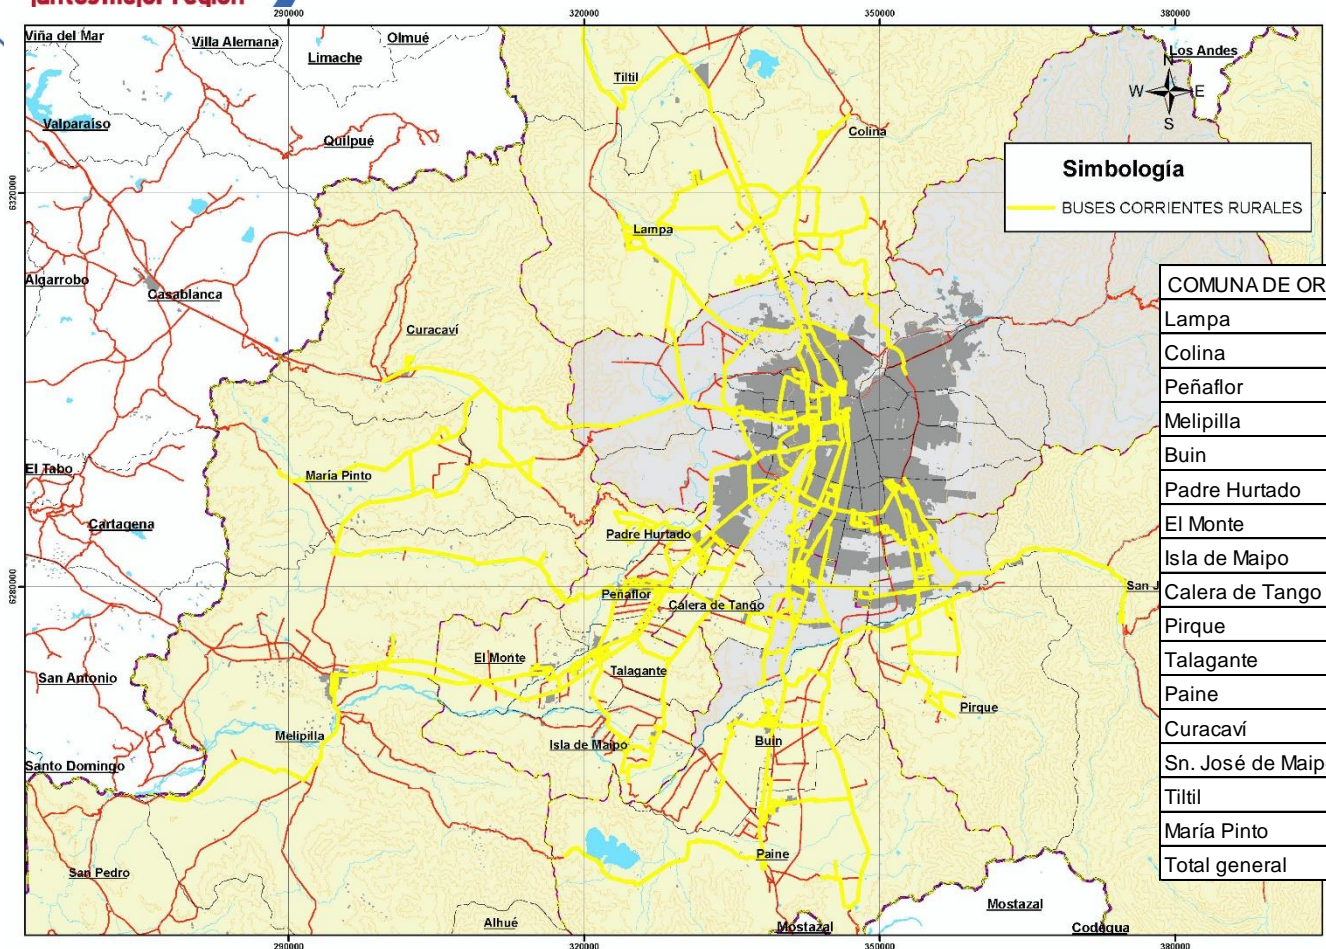 juntos mejor región
290000 320000 350000 380000
Viña del Mar
Villa Alemana
Olmué
Limache
Los Andes
N
W E
S
Tiltil
Valparaíso
Quilpué
Colina
Simbología
BUSES CORRIENTES RURALES
6320000
Lampa
Algarrobo
Casablanca
Curacaví
COMUNA DE OR
Lampa
Colina
Peñaflor
Melipilla
Buin
Padre Hurtado
El Monte
Isla de Maipo
Calera de Tango
Pirque
Talagante
Paine
Curacaví
Sn. José de Maip
Tiltil
María Pinto
Total general
El Tabo
María Pinto
Cartagena
Padre Hurtado
6280000
Peñaflor
Calera de Tango
San J
El Monte
Talagante
San Antonio
Pirque
Melipilla
Isla de Maipo
Buin
Santo Domingo
Paine
San Pedro
Alhué
Mostazal
Mostazal
Codegua
290000 320000 350000 380000